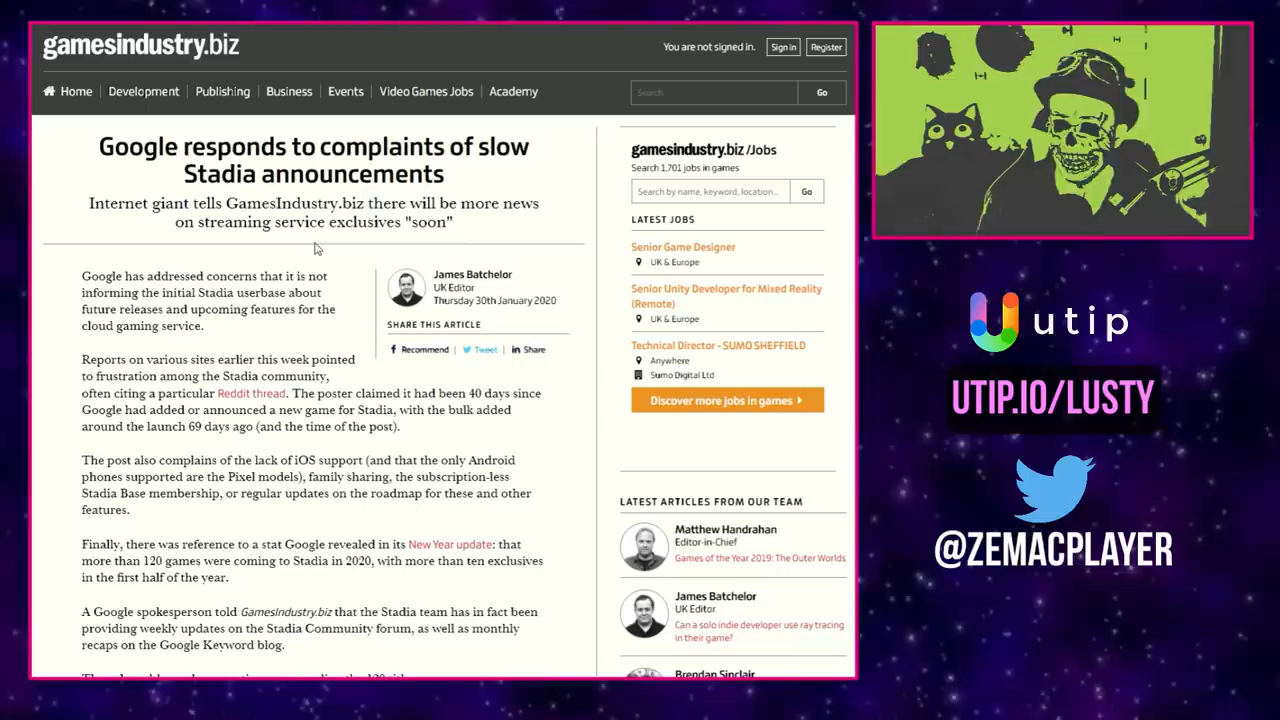 gamesindustry.biz
You are not signed in.
Sign in
Register
Home
Development
Publishing
Business
Events
Video Games Jobs
Academy
Search
Go
Google responds to complaints of slow
Stadia announcements
Internet giant tells GamesIndustry.biz there will be more news
on streaming service exclusives "soon"
Google has addressed concerns that it is not
informing the initial Stadia userbase about
future releases and upcoming features for the
cloud gaming service.
James Batchelor
UK Editor
Thursday 30th January 2020
SHARE THIS ARTICLE
Recommend
Tweet
Share
Reports on various sites earlier this week pointed
to frustration among the Stadia community,
often citing a particular Reddit thread. The poster claimed it had been 40 days since
Google had added or announced a new game for Stadia, with the bulk added
around the launch 69 days ago (and the time of the post).
The post also complains of the lack of iOS support (and that the only Android
phones supported are the Pixel models), family sharing, the subscription-less
Stadia Base membership, or regular updates on the roadmap for these and other
features.
Finally, there was reference to a stat Google revealed in its New Year update: that
more than 120 games were coming to Stadia in 2020, with more than ten exclusives
in the first half of the year.
A Google spokesperson told GamesIndustry.biz that the Stadia team has in fact been
providing weekly updates on the Stadia Community forum, as well as monthly
recaps on the Google Keyword blog.
gamesindustry.biz /Jobs
Search 1,701 jobs in games
Search by name, keyword, location...
Go
LATEST JOBS
Senior Game Designer
UK & Europe
Senior Unity Developer for Mixed Reality
(Remote)
UK & Europe
Technical Director - SUMO SHEFFIELD
Anywhere
Sumo Digital Ltd
Discover more jobs in games
LATEST ARTICLES FROM OUR TEAM
Matthew Handrahan
Editor-in-Chief
Games of the Year 2019: The Outer Worlds
James Batchelor
UK Editor
Can a solo indie developer use ray tracing
in their game?
Brendan Sinclair
utip
UTIP.IO/LUSTY
@ZEMACPLAYER